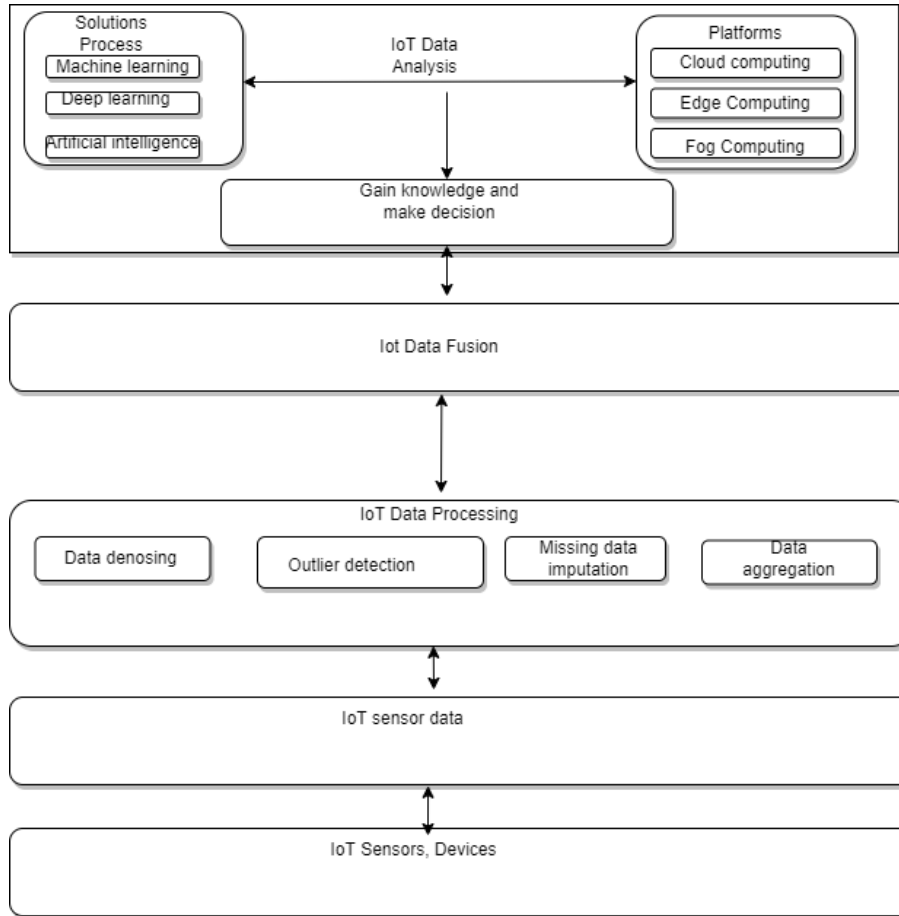 Solutions
Process
Machine learning
Deep learning
Artificial intelligence
IoT Data
Analysis
Platforms
Cloud computing
Edge Computing
Fog Computing
Gain knowledge and
make decision
Iot Data Fusion
IoT Data Processing
Data denosing
Outlier detection
Missing data
imputation
Data
aggregation
IoT sensor data
IoT Sensors, Devices